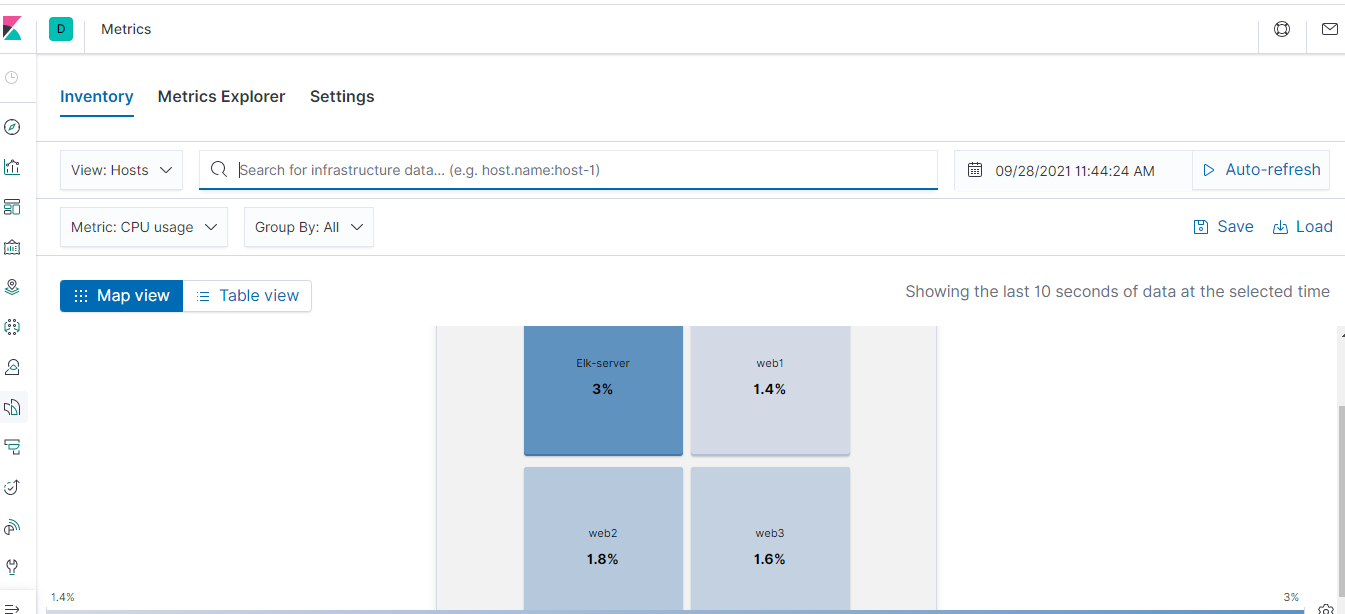 D Metrics
Inventory Metrics Explorer Settings
View: Hosts Search for infrastructure data... (e.g. host.name:host-1) 09/28/2021 11:44:24 AM Auto-refresh
Metric: CPU usage Group By: All Save Load
Map view Table view Showing the last 10 seconds of data at the selected time
Elk-server web1
3% 1.4%
web2 web3
1.8% 1.6%
1.4% 3%